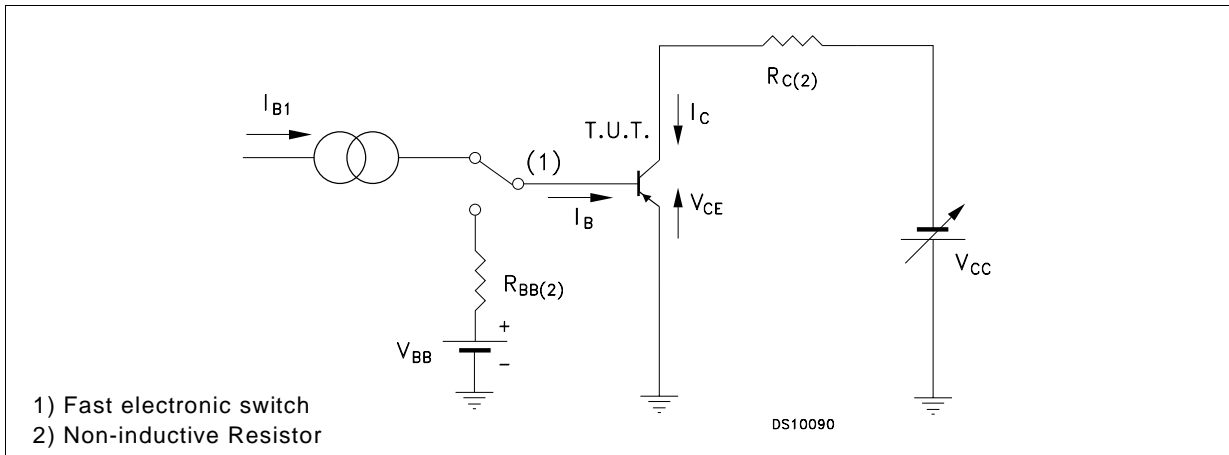 I_B1
T.U.T.
I_C
R_C(2)
(1)
I_B
V_CE
V_CC
R_BB(2)
V_BB
+
-
1) Fast electronic switch
2) Non-inductive Resistor
DS10090